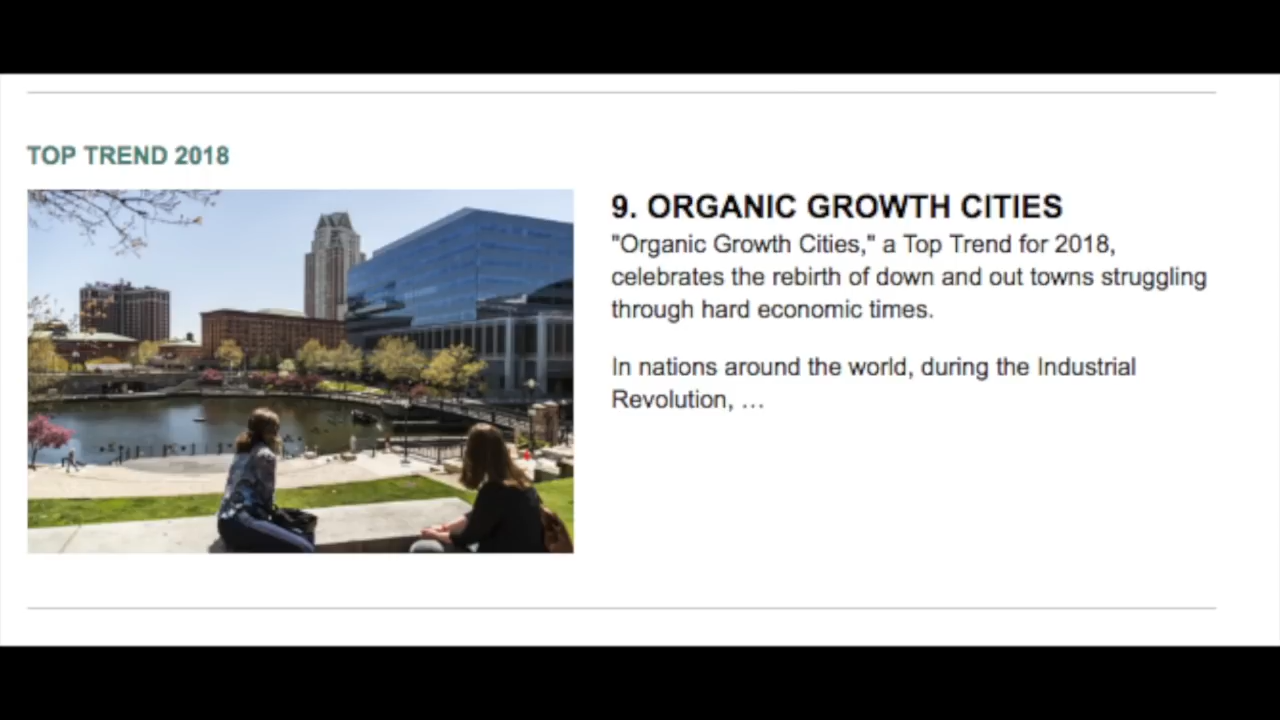 TOP TREND 2018
9. ORGANIC GROWTH CITIES
"Organic Growth Cities," a Top Trend for 2018,
celebrates the rebirth of down and out towns struggling
through hard economic times.
In nations around the world, during the Industrial
Revolution, …